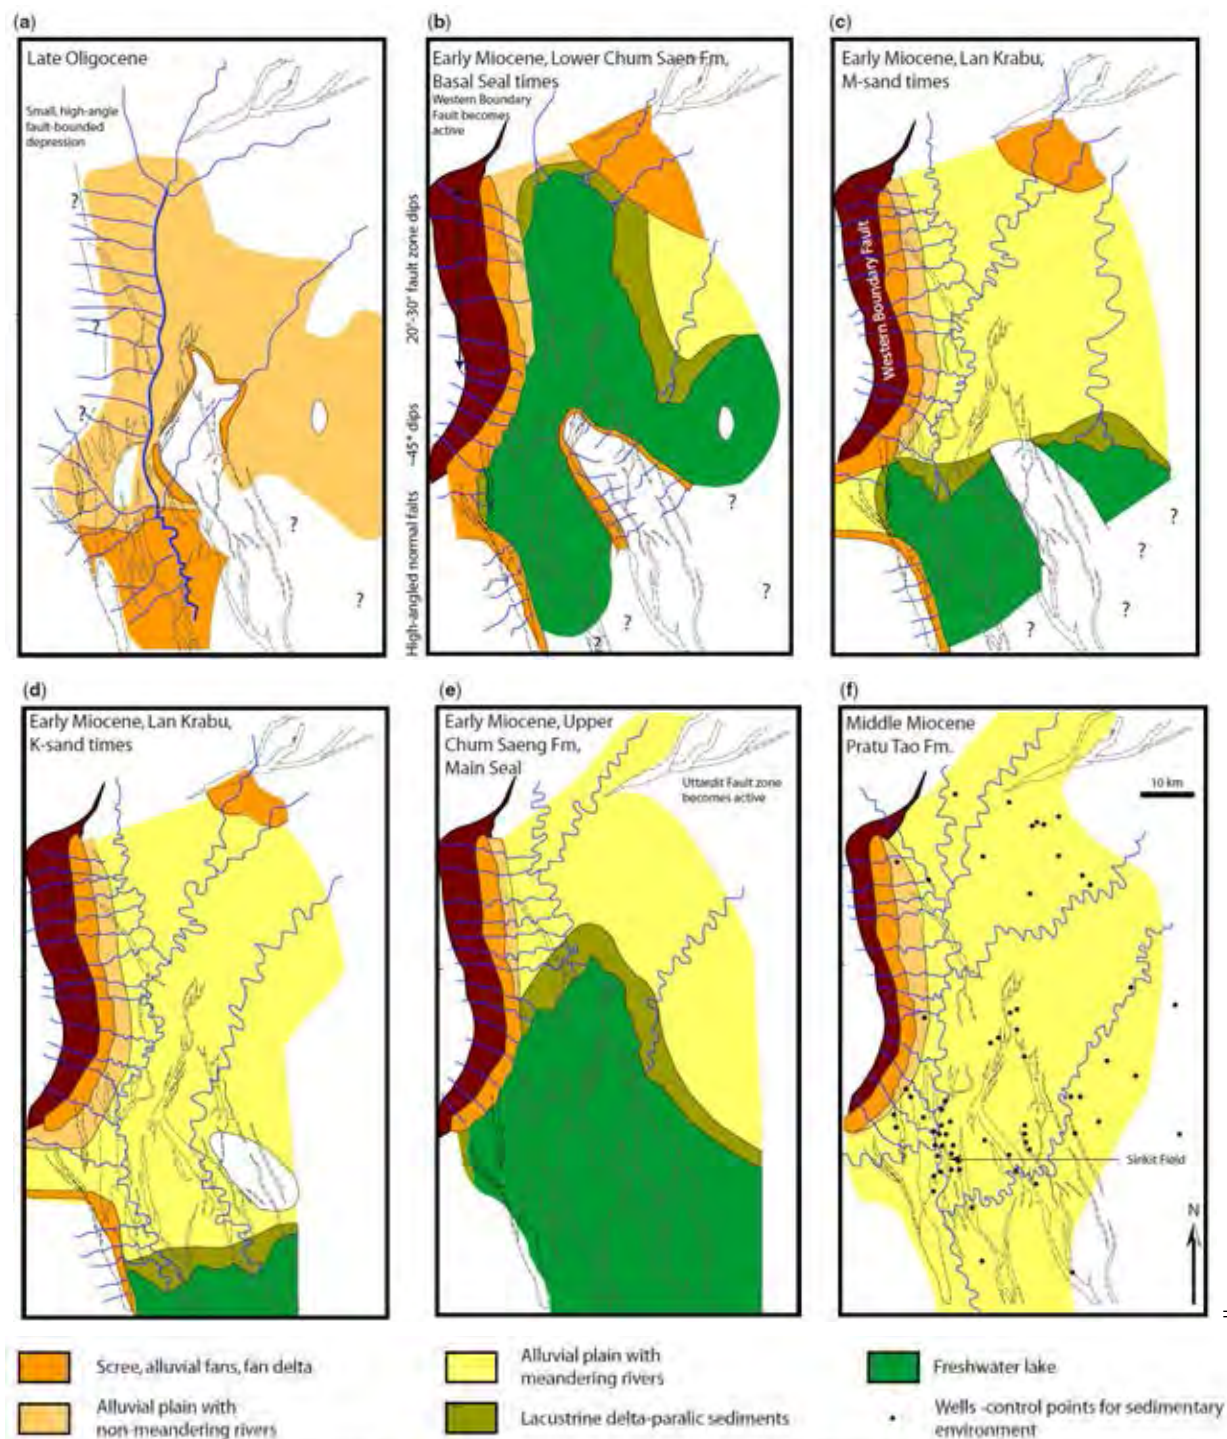 (a)
Late Oligocene
Small, high-angle
fault-bounded
depression
?
?
?
?
?
(b)
Early Miocene, Lower Chum Saen Fm,
Basal Seal times
Western Boundary
Fault becomes
active
20°-30° fault zone dips
~45° dips
High-angled normal falts
?
?
?
?
(c)
Early Miocene, Lan Krabu,
M-sand times
Western Boundary Fault
?
?
?
?
(d)
Early Miocene, Lan Krabu,
K-sand times
(e)
Early Miocene, Upper
Chum Saeng Fm,
Main Seal
Uttardit Fault zone
becomes active
(f)
Middle Miocene
Pratu Tao Fm.
10 km
Sirikit Field
N
Scree, alluvial fans, fan delta
Alluvial plain with
non-meandering rivers
Alluvial plain with
meandering rivers
Lacustrine delta-paralic sediments
Freshwater lake
Wells -control points for sedimentary
environment